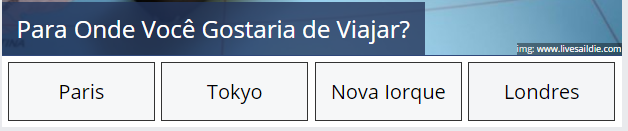 Para Onde Você Gostaria de Viajar?
img: www.livesaildie.com
Paris
Tokyo
Nova Iorque
Londres